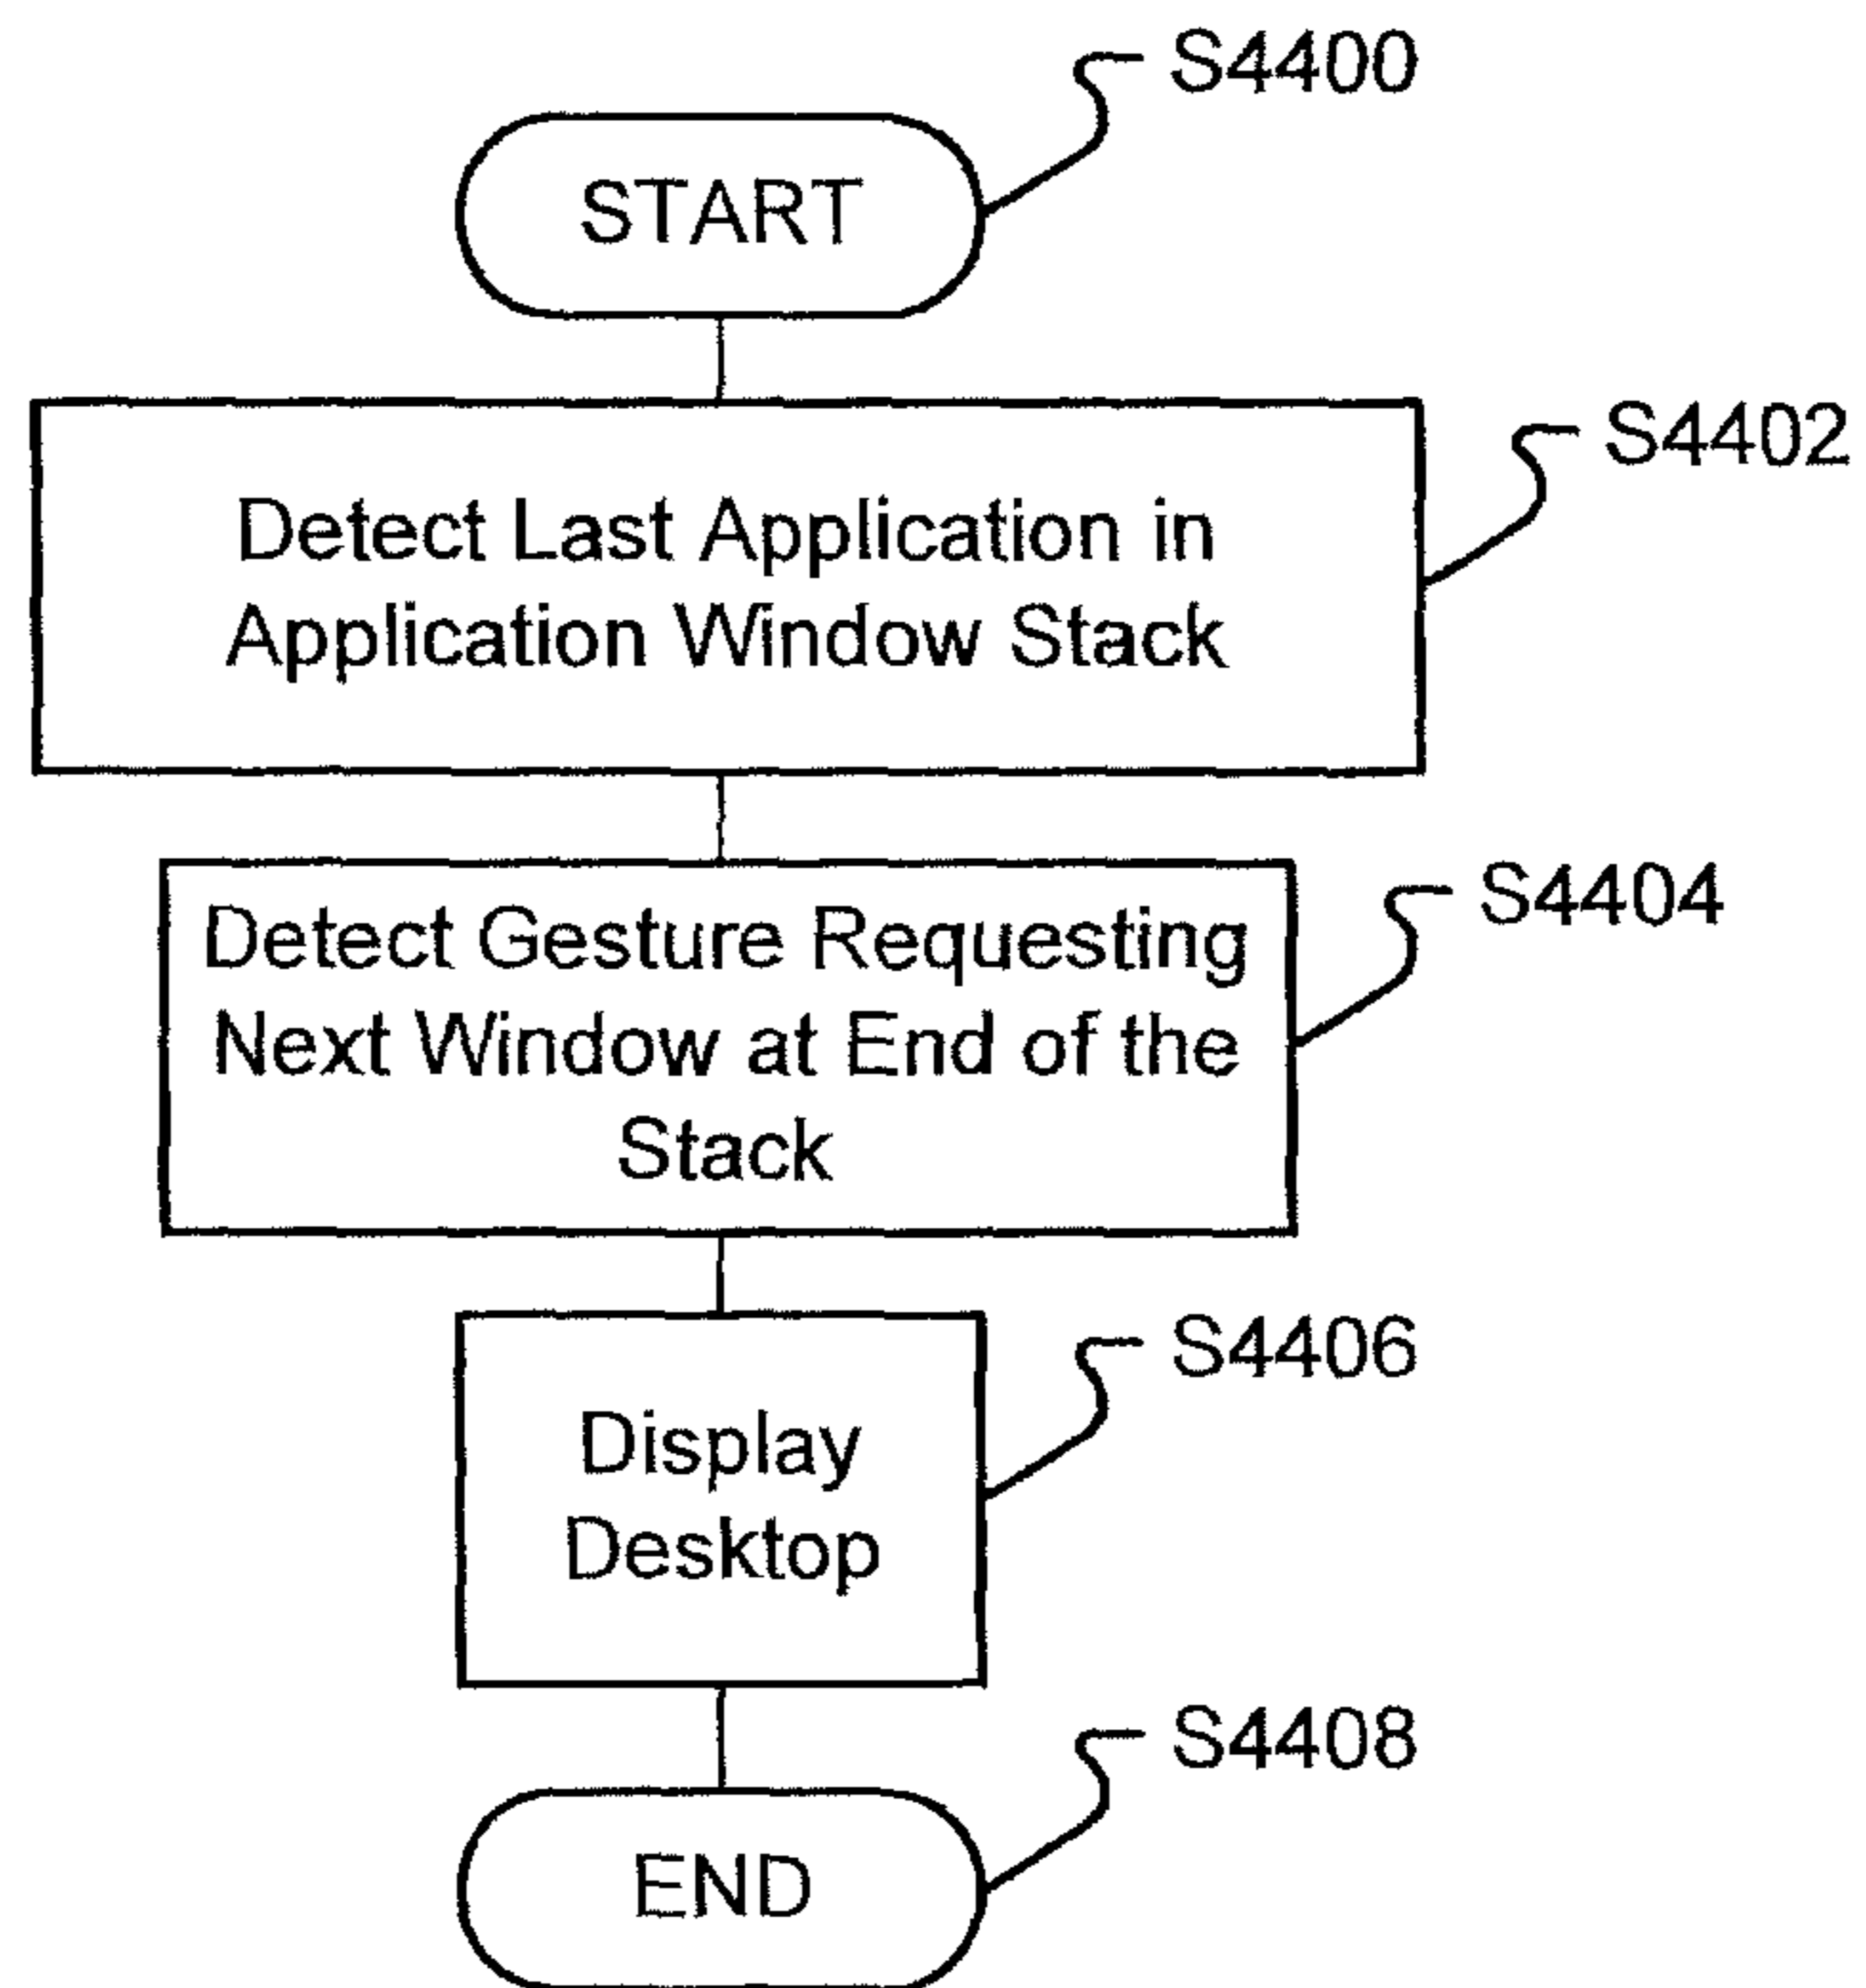 S4400
START
S4402
Detect Last Application in
Application Window Stack
S4404
Detect Gesture Requesting
Next Window at End of the
Stack
S4406
Display
Desktop
S4408
END